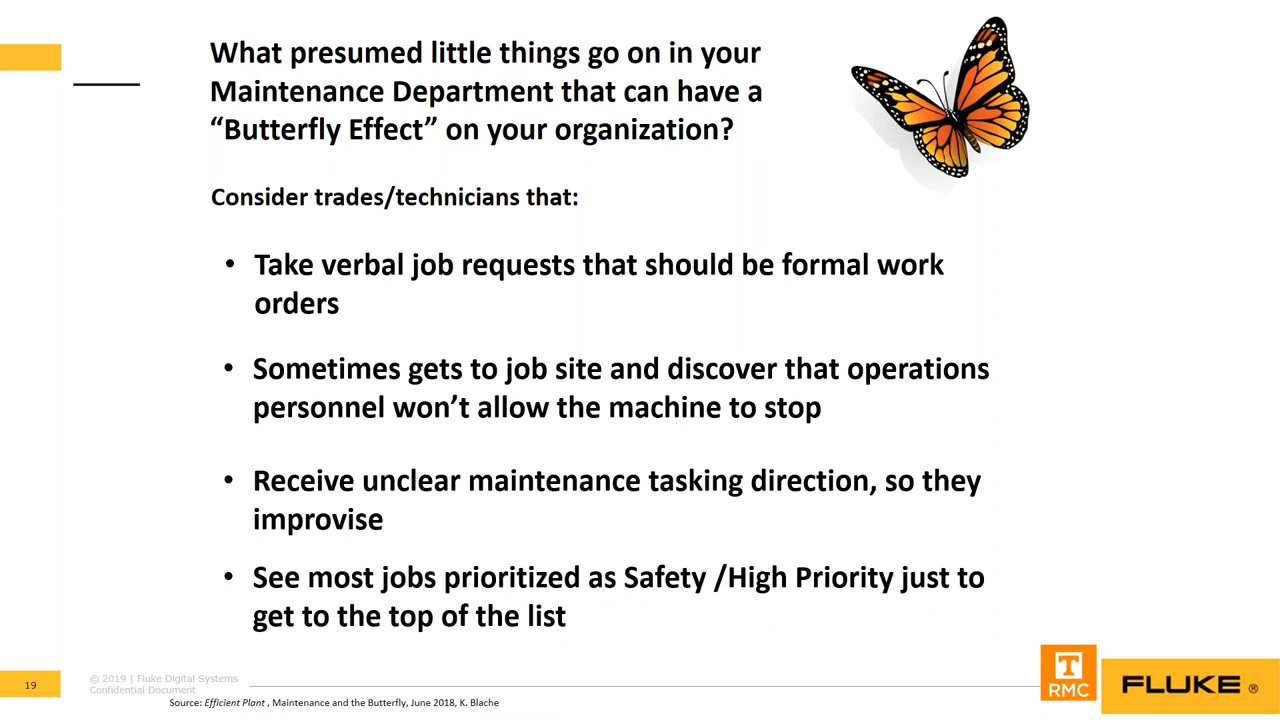 What presumed little things go on in your
Maintenance Department that can have a
“Butterfly Effect” on your organization?
Consider trades/technicians that:
• Take verbal job requests that should be formal work
orders
• Sometimes gets to job site and discover that operations
personnel won’t allow the machine to stop
• Receive unclear maintenance tasking direction, so they
improvise
• See most jobs prioritized as Safety /High Priority just to
get to the top of the list
19
© 2019 | Fluke Digital Systems
Confidential Document
Source: Efficient Plant , Maintenance and the Butterfly, June 2018, K. Blache
T
RMC
FLUKE ®